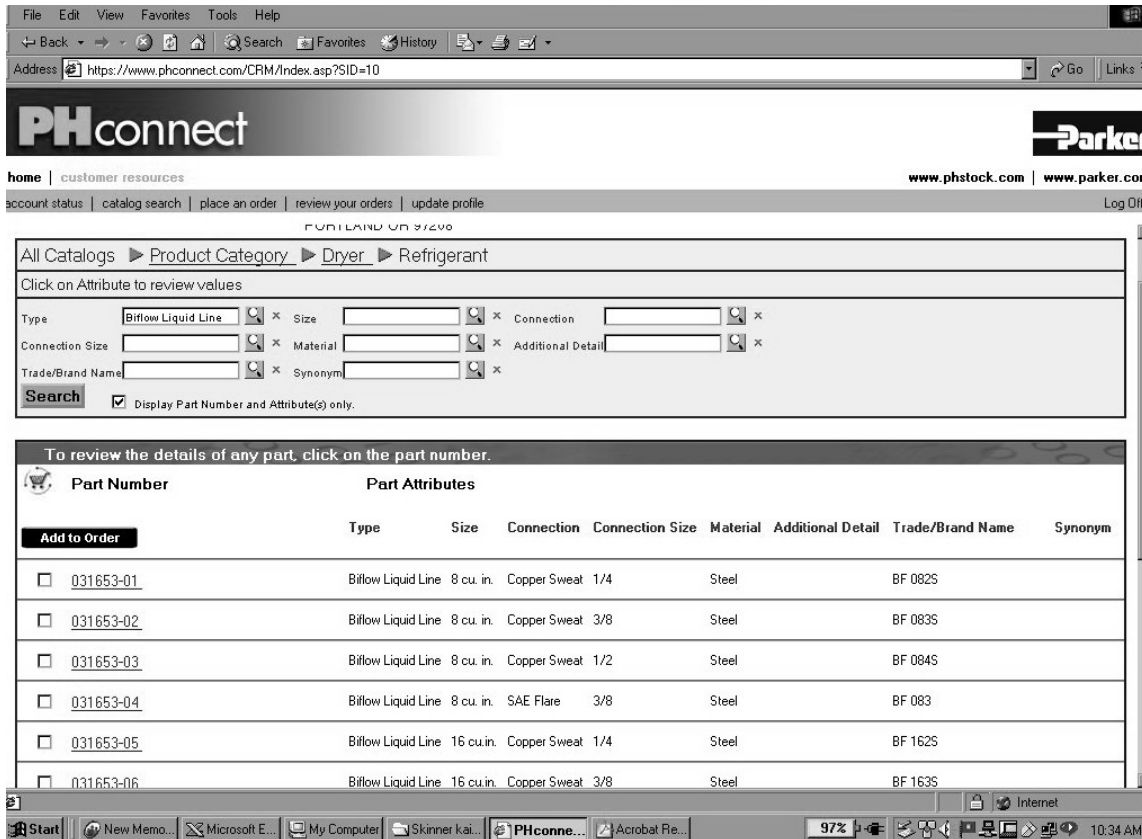 File Edit View Favorites Tools Help
Back Search Favorites History
Address https://www.phconnect.com/CRM/Index.asp?SID=10 Go Links
PHconnect
Parker
home | customer resources www.phstock.com | www.parker.com
account status | catalog search | place an order | review your orders | update profile Log Off
PORTLAND OR 97208
All Catalogs Product Category Dryer Refrigerant
Click on Attribute to review values
Type Biflow Liquid Line × Size × Connection ×
Connection Size × Material × Additional Detail ×
Trade/Brand Name × Synonym ×
Search Display Part Number and Attribute(s) only.
To review the details of any part, click on the part number.
Part Number Part Attributes
Add to Order Type Size Connection Connection Size Material Additional Detail Trade/Brand Name Synonym
031653-01 Biflow Liquid Line 8 cu. in. Copper Sweat 1/4 Steel BF 082S
031653-02 Biflow Liquid Line 8 cu. in. Copper Sweat 3/8 Steel BF 083S
031653-03 Biflow Liquid Line 8 cu. in. Copper Sweat 1/2 Steel BF 084S
031653-04 Biflow Liquid Line 8 cu. in. SAE Flare 3/8 Steel BF 083
031653-05 Biflow Liquid Line 16 cu.in. Copper Sweat 1/4 Steel BF 162S
031653-06 Biflow Liquid Line 16 cu.in. Copper Sweat 3/8 Steel BF 163S
Internet
Start New Memo... Microsoft E... My Computer Skinner kai... PHconne... Acrobat Re... 97% 10:34 AM